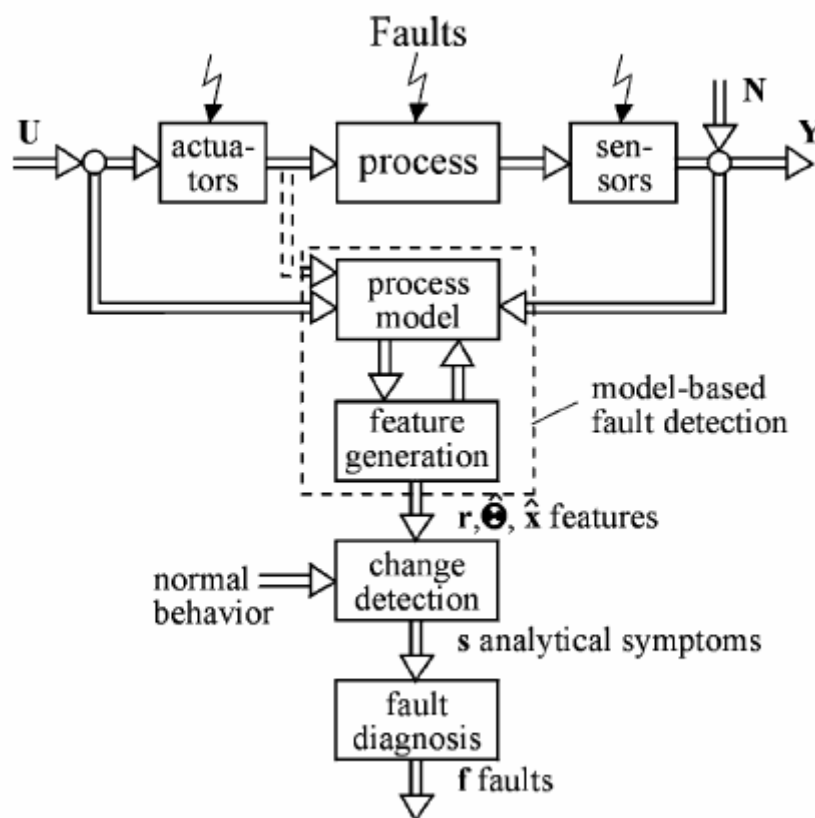 Faults
N
U
actua-
tors
process
sen-
sors
Y
process
model
model-based
fault detection
feature
generation
r, Θ̂, x̂ features
normal
behavior
change
detection
s analytical symptoms
fault
diagnosis
f faults